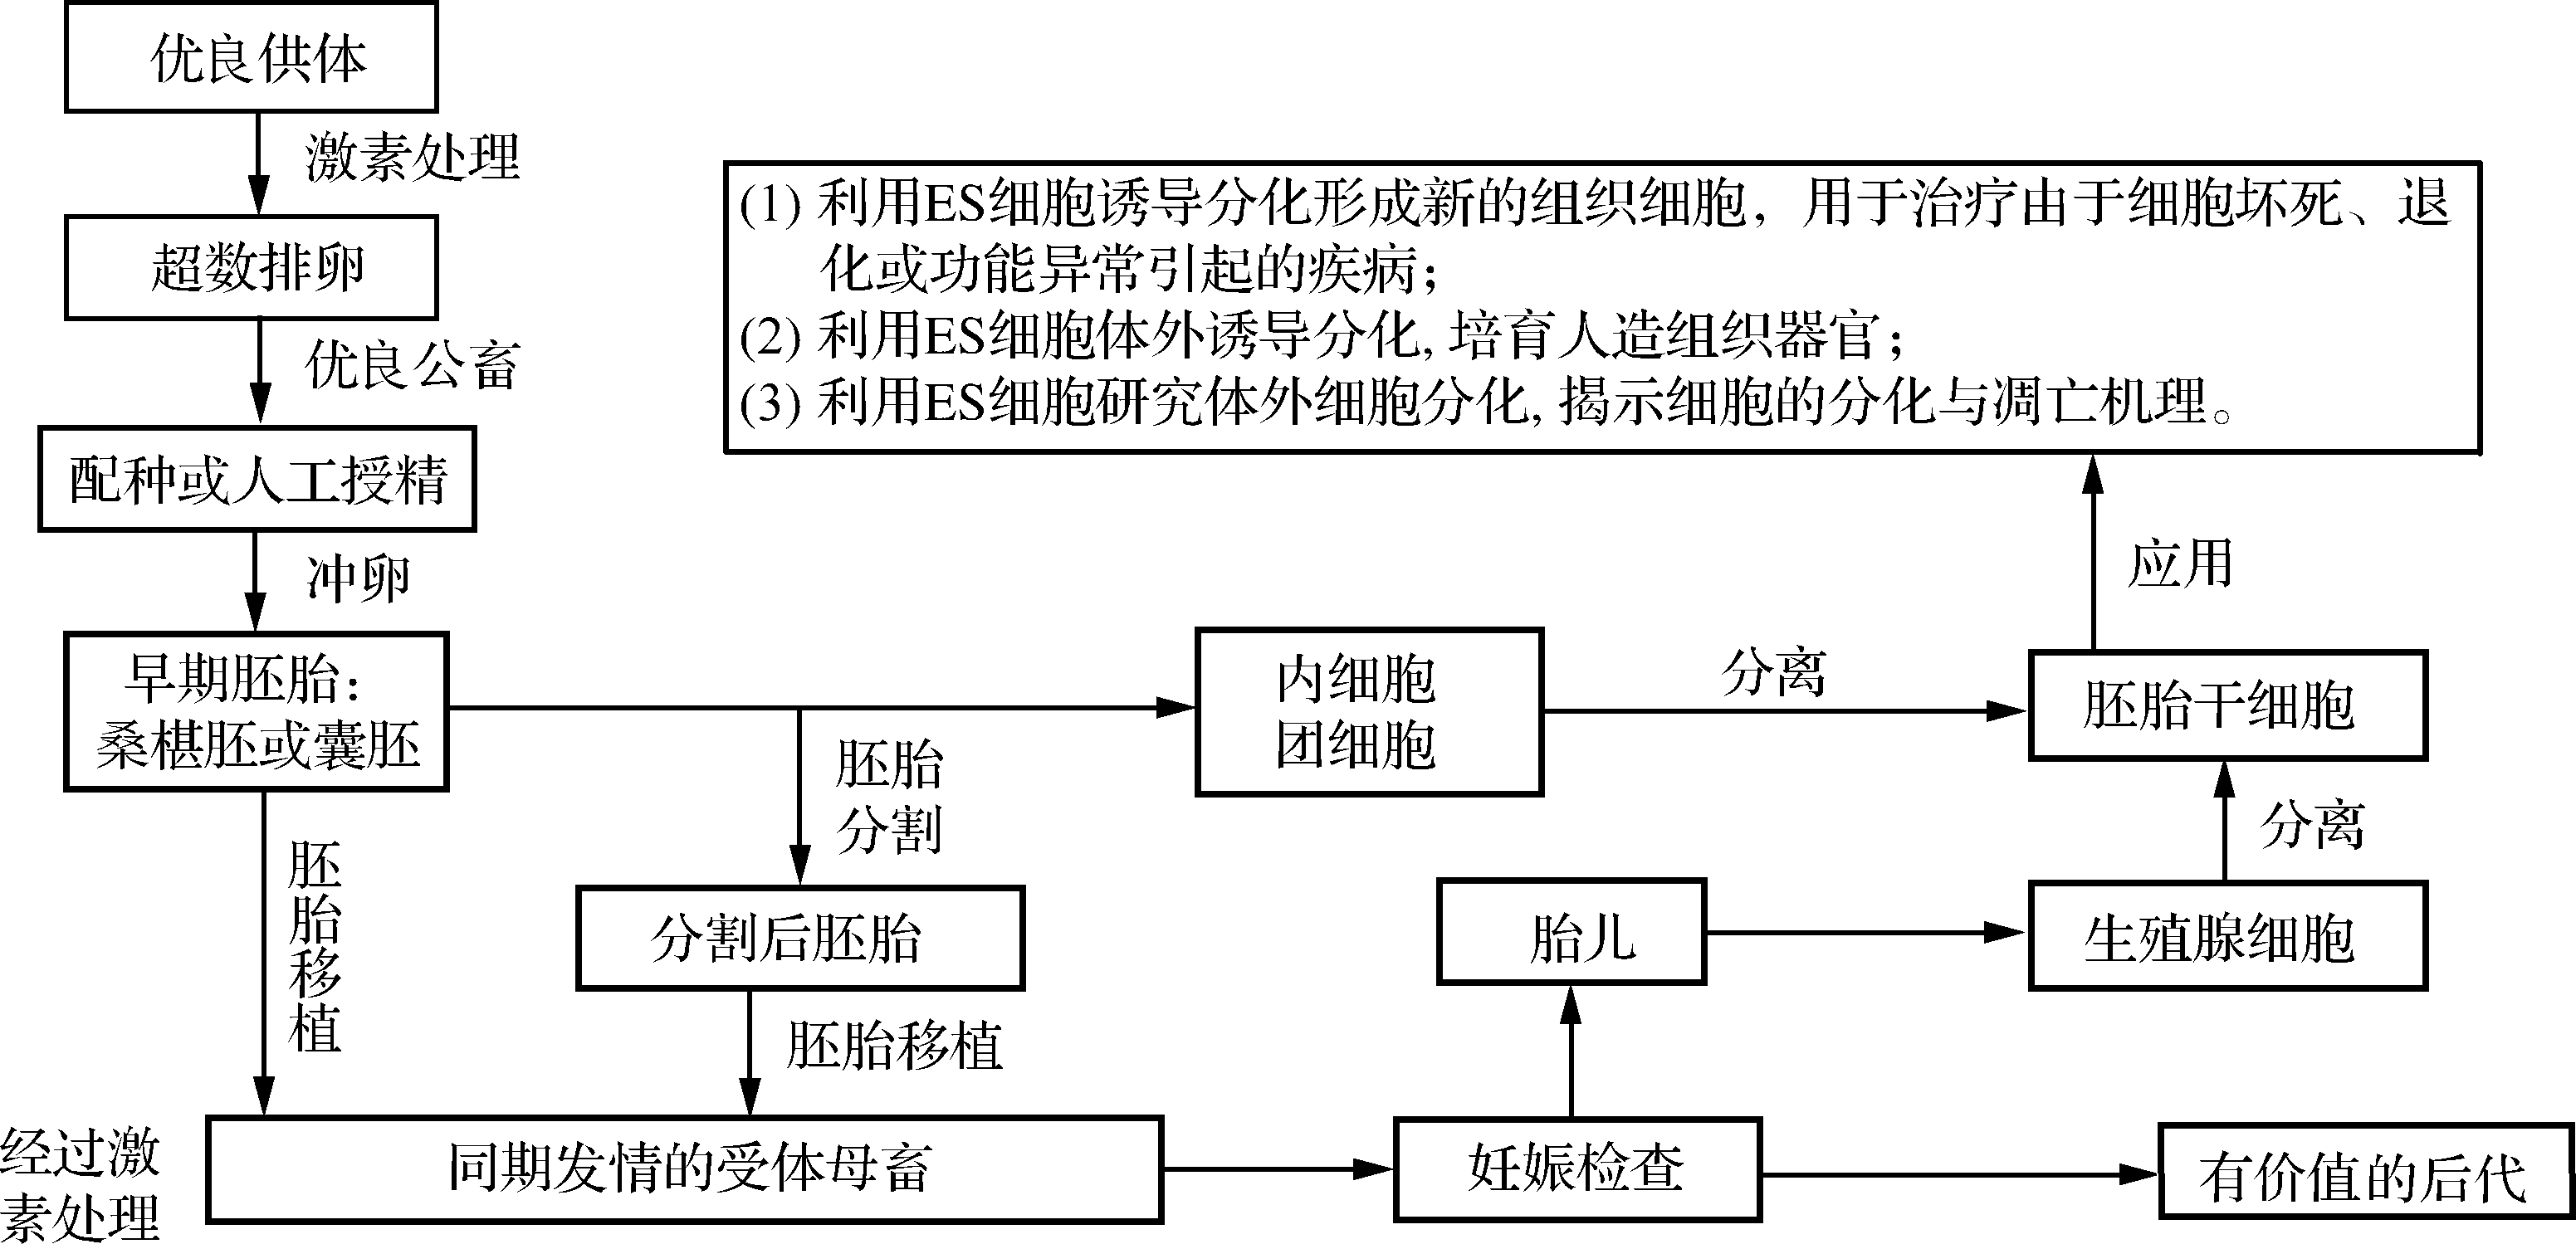 优良供体
激素处理
超数排卵
优良公畜
配种或人工授精
冲卵
早期胚胎：
桑椹胚或囊胚
胚胎移植
胚胎
分割
分割后胚胎
胚胎移植
经过激
素处理
同期发情的受体母畜
妊娠检查
有价值的后代
胎儿
生殖腺细胞
分离
内细胞
团细胞
分离
胚胎干细胞
应用
(1) 利用ES细胞诱导分化形成新的组织细胞，用于治疗由于细胞坏死、退
化或功能异常引起的疾病；
(2) 利用ES细胞体外诱导分化, 培育人造组织器官；
(3) 利用ES细胞研究体外细胞分化, 揭示细胞的分化与凋亡机理。